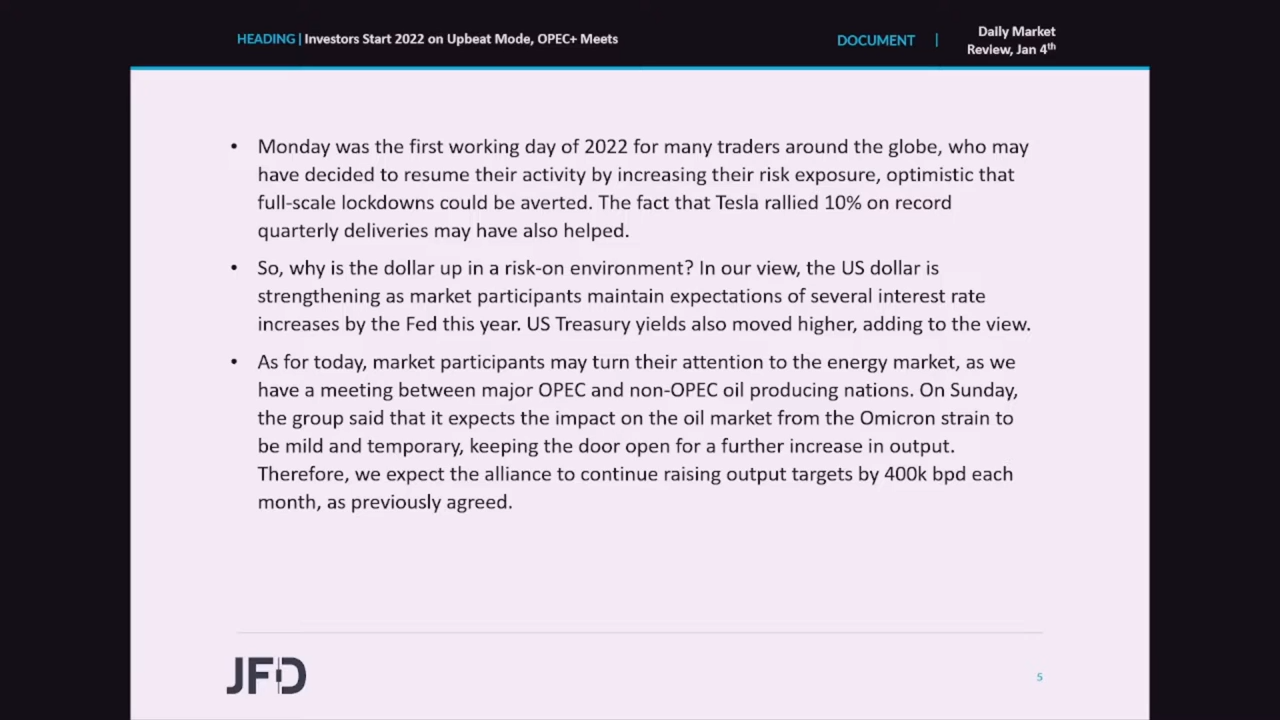 HEADING | Investors Start 2022 on Upbeat Mode, OPEC+ Meets
DOCUMENT |
Daily Market
Review, Jan 4th
• Monday was the first working day of 2022 for many traders around the globe, who may
have decided to resume their activity by increasing their risk exposure, optimistic that
full-scale lockdowns could be averted. The fact that Tesla rallied 10% on record
quarterly deliveries may have also helped.
• So, why is the dollar up in a risk-on environment? In our view, the US dollar is
strengthening as market participants maintain expectations of several interest rate
increases by the Fed this year. US Treasury yields also moved higher, adding to the view.
• As for today, market participants may turn their attention to the energy market, as we
have a meeting between major OPEC and non-OPEC oil producing nations. On Sunday,
the group said that it expects the impact on the oil market from the Omicron strain to
be mild and temporary, keeping the door open for a further increase in output.
Therefore, we expect the alliance to continue raising output targets by 400k bpd each
month, as previously agreed.
JFD
5